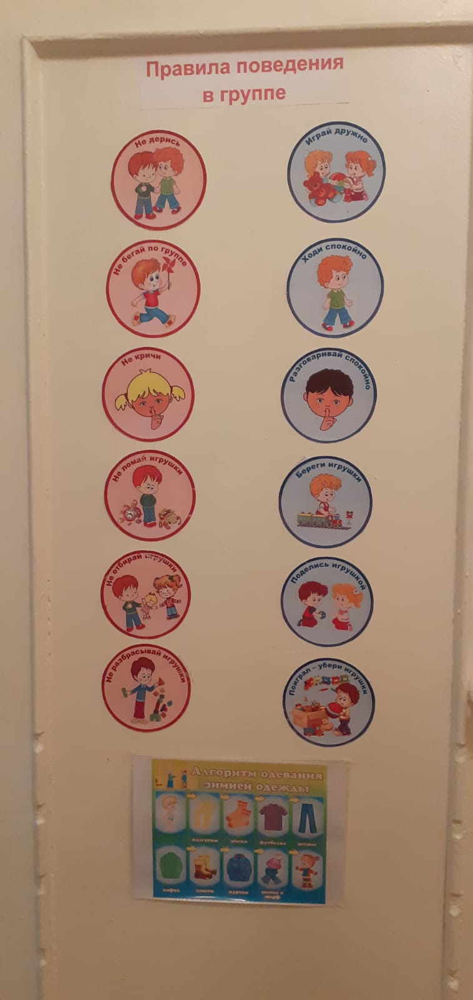 Правила поведения
в группе
Не дерись
Играй дружно
Не бегай по группе
Ходи спокойно
Не кричи
Разговаривай спокойно
Не ломай игрушки
Береги игрушки
Не отбирай игрушки
Поделись игрушкой
Не разбрасывай игрушки
Поиграл – убери игрушки
Алгоритм одевания
зимней одежды
колготки носки футболка штаны
кофта сапоги куртка шапка и
шарф